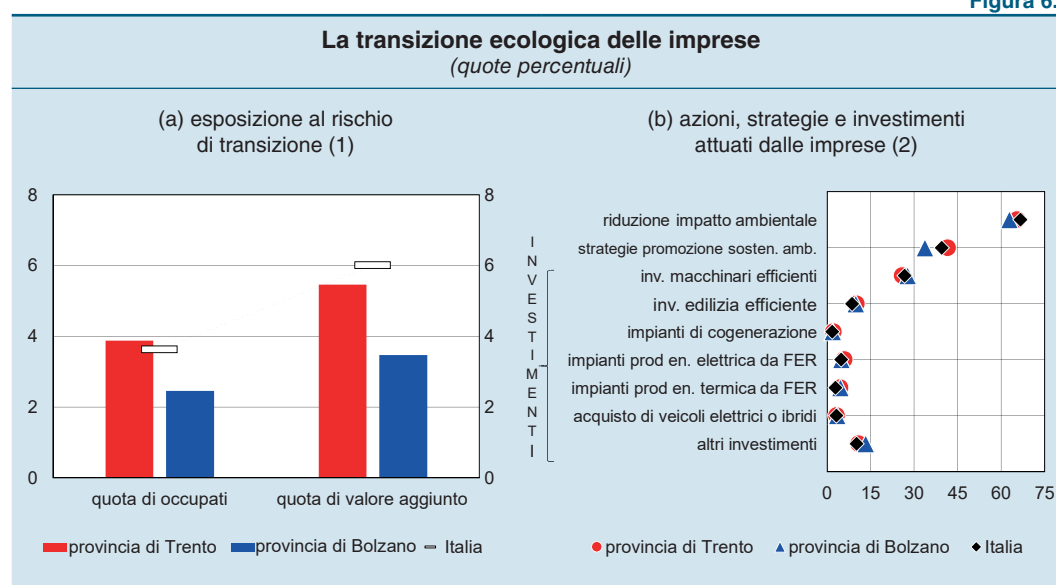 Figura 6.
La transizione ecologica delle imprese
(quote percentuali)
(a) esposizione al rischio
di transizione (1)
8 8
6 6
4 4
2 2
0 0
quota di occupati quota di valore aggiunto
provincia di Trento provincia di Bolzano Italia
(b) azioni, strategie e investimenti
attuati dalle imprese (2)
INVESTIMENTI
riduzione impatto ambientale
strategie promozione sosten. amb.
inv. macchinari efficienti
inv. edilizia efficiente
impianti di cogenerazione
impianti prod en. elettrica da FER
impianti prod en. termica da FER
acquisto di veicoli elettrici o ibridi
altri investimenti
0 15 30 45 60 75
provincia di Trento provincia di Bolzano Italia